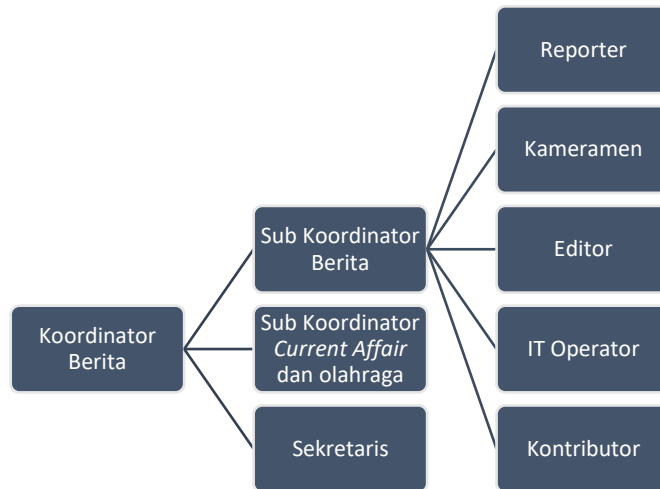 Koordinator
Berita
Sub Koordinator
Berita
Sub Koordinator
Current Affair
dan olahraga
Sekretaris
Reporter
Kameramen
Editor
IT Operator
Kontributor